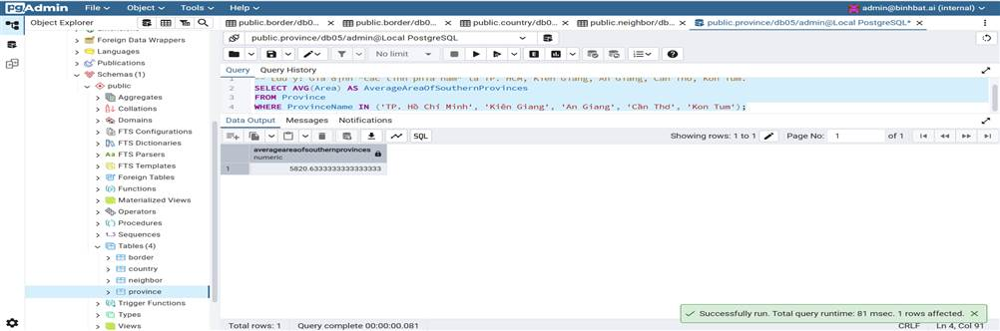 pgAdmin File Object Tools Help admin@binhbat.ai (internal)
Object Explorer
public.border/db0... public.border/db0... public.country/db0... public.neighbor/db... public.province/db05/admin@Local PostgreSQL*
public.province/db05/admin@Local PostgreSQL
No limit
Query Query History
1 -- Lưu ý: Giả định "các tỉnh phía nam" là TP. HCM, Kiên Giang, An Giang, Cần Thơ, Kon Tum.
2 SELECT AVG(Area) AS AverageAreaOfSouthernProvinces
3 FROM Province
4 WHERE ProvinceName IN ('TP. Hồ Chí Minh', 'Kiên Giang', 'An Giang', 'Cần Thơ', 'Kon Tum');
Data Output Messages Notifications
SQL
Showing rows: 1 to 1 Page No: 1 of 1
averageareaofsouthernprovinces
numeric
1 5820.6333333333333333
Foreign Data Wrappers
Languages
Publications
Schemas (1)
public
Aggregates
Collations
Domains
FTS Configurations
FTS Dictionaries
FTS Parsers
FTS Templates
Foreign Tables
Functions
Materialized Views
Operators
Procedures
1..3 Sequences
Tables (4)
border
country
neighbor
province
Trigger Functions
Types
Views
Successfully run. Total query runtime: 81 msec. 1 rows affected.
Total rows: 1 Query complete 00:00:00.081 CRLF Ln 4, Col 91